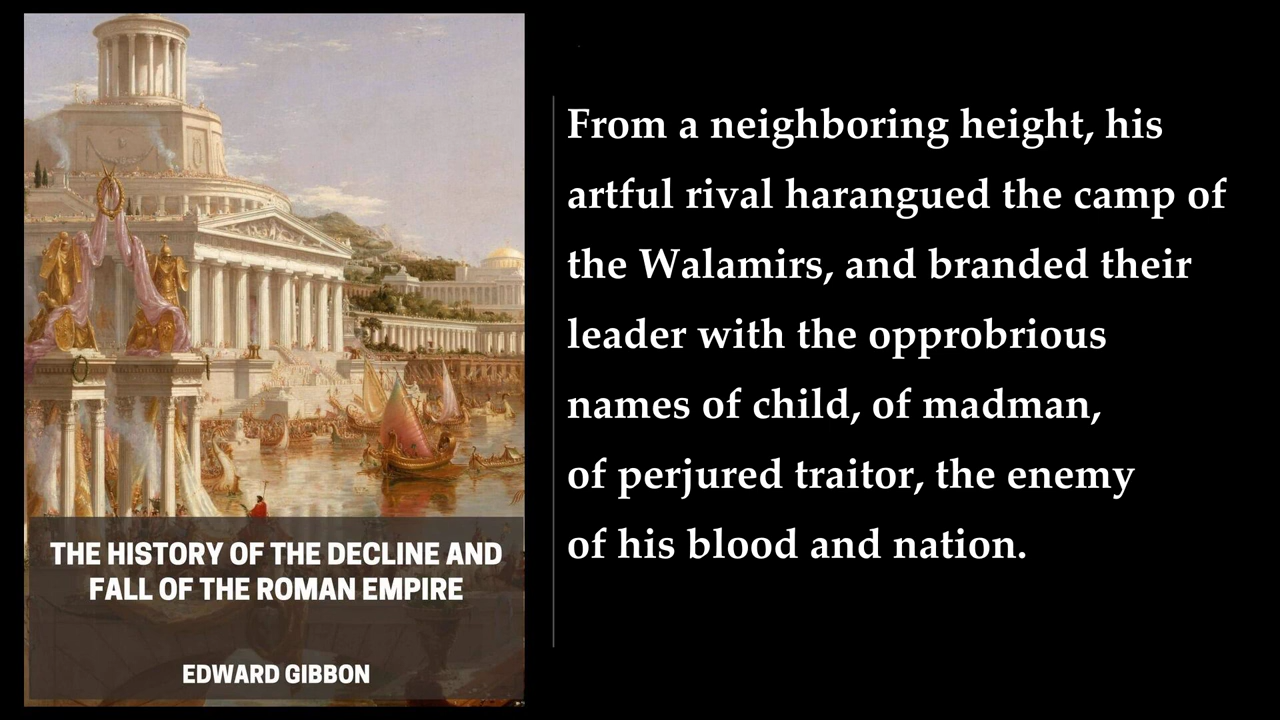 THE HISTORY OF THE DECLINE AND
FALL OF THE ROMAN EMPIRE
EDWARD GIBBON
From a neighboring height, his
artful rival harangued the camp of
the Walamirs, and branded their
leader with the opprobrious
names of child, of madman,
of perjured traitor, the enemy
of his blood and nation.